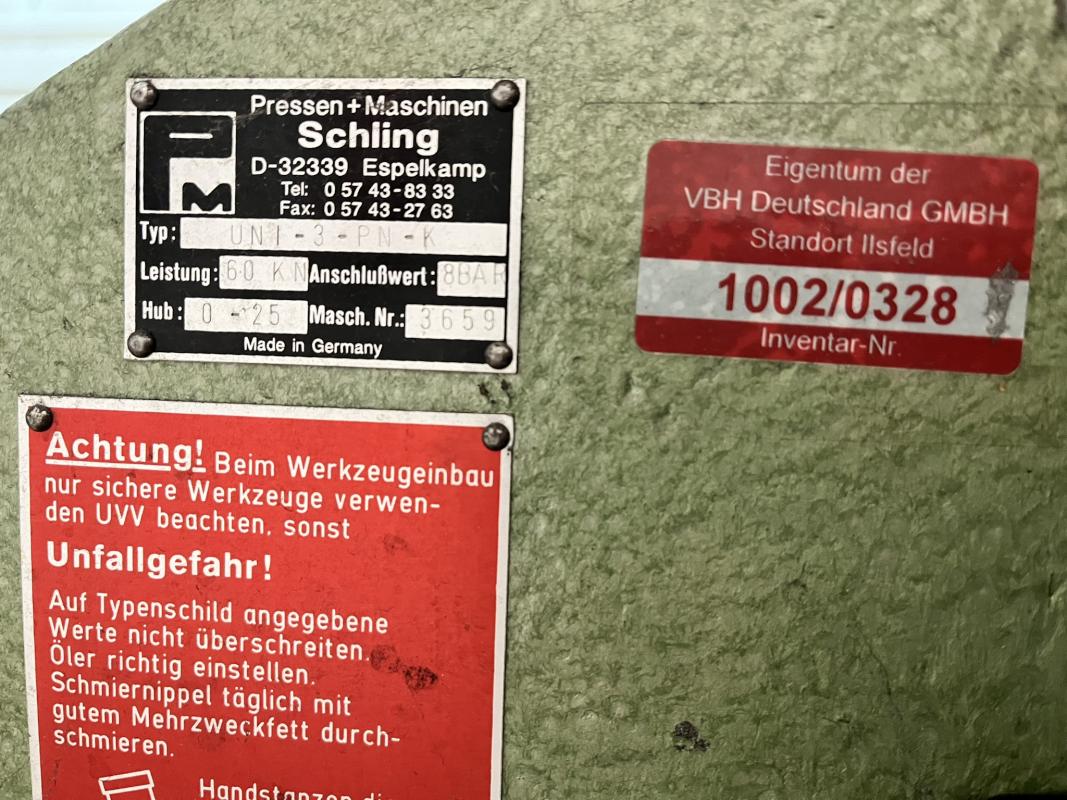 Pressen+Maschinen
Schling
D-32339 Espelkamp
Tel: 0 57 43-83 33
Fax: 0 57 43-27 63
PM
Typ: UNI-3-PN-K
Leistung: 60 KN Anschlußwert: 8BAR
Hub: 0-25 Masch. Nr.: 3659
Made in Germany
Eigentum der
VBH Deutschland GMBH
Standort Ilsfeld
1002/0328
Inventar-Nr.
Achtung! Beim Werkzeugeinbau
nur sichere Werkzeuge verwen-
den UVV beachten, sonst
Unfallgefahr!
Auf Typenschild angegebene
Werte nicht überschreiten.
Öler richtig einstellen.
Schmiernippel täglich mit
gutem Mehrzweckfett durch-
schmieren.
Handstanzen